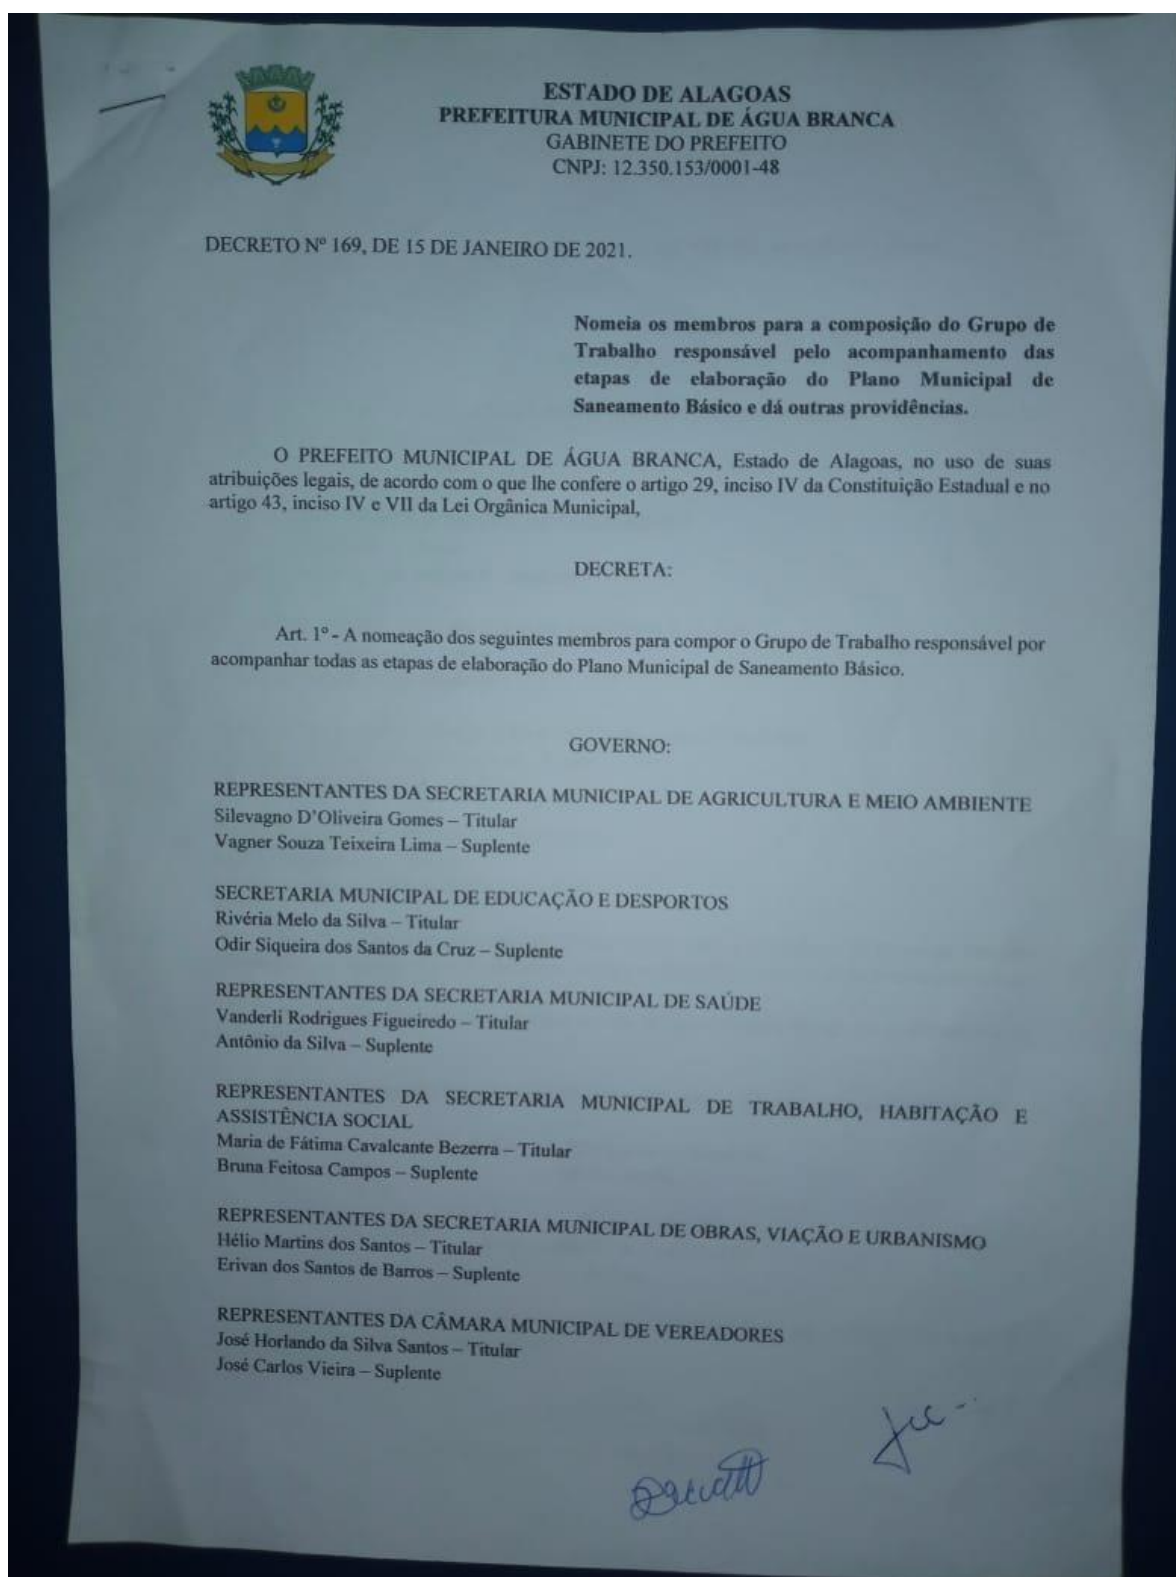 ESTADO DE ALAGOAS
PREFEITURA MUNICIPAL DE ÁGUA BRANCA
GABINETE DO PREFEITO
CNPJ: 12.350.153/0001-48
DECRETO Nº 169, DE 15 DE JANEIRO DE 2021.
Nomeia os membros para a composição do Grupo de
Trabalho responsável pelo acompanhamento das
etapas de elaboração do Plano Municipal de
Saneamento Básico e dá outras providências.
O PREFEITO MUNICIPAL DE ÁGUA BRANCA, Estado de Alagoas, no uso de suas
atribuições legais, de acordo com o que lhe confere o artigo 29, inciso IV da Constituição Estadual e no
artigo 43, inciso IV e VII da Lei Orgânica Municipal,
DECRETA:
Art. 1º - A nomeação dos seguintes membros para compor o Grupo de Trabalho responsável por
acompanhar todas as etapas de elaboração do Plano Municipal de Saneamento Básico.
GOVERNO:
REPRESENTANTES DA SECRETARIA MUNICIPAL DE AGRICULTURA E MEIO AMBIENTE
Silevagno D’Oliveira Gomes – Titular
Vagner Souza Teixeira Lima – Suplente
SECRETARIA MUNICIPAL DE EDUCAÇÃO E DESPORTOS
Rivéria Melo da Silva – Titular
Odir Siqueira dos Santos da Cruz – Suplente
REPRESENTANTES DA SECRETARIA MUNICIPAL DE SAÚDE
Vanderli Rodrigues Figueiredo – Titular
Antônio da Silva – Suplente
REPRESENTANTES DA SECRETARIA MUNICIPAL DE TRABALHO, HABITAÇÃO E
ASSISTÊNCIA SOCIAL
Maria de Fátima Cavalcante Bezerra – Titular
Bruna Feitosa Campos – Suplente
REPRESENTANTES DA SECRETARIA MUNICIPAL DE OBRAS, VIAÇÃO E URBANISMO
Hélio Martins dos Santos – Titular
Erivan dos Santos de Barros – Suplente
REPRESENTANTES DA CÂMARA MUNICIPAL DE VEREADORES
José Horlando da Silva Santos – Titular
José Carlos Vieira – Suplente